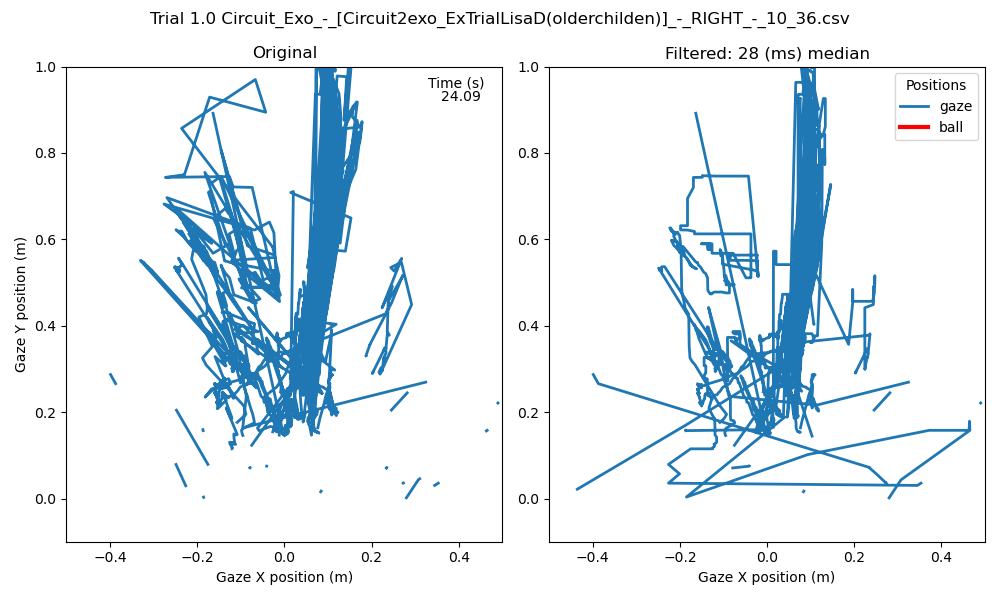 Trial 1.0 Circuit_Exo_-_[Circuit2exo_ExTrialLisaD(olderchilden)]_-_RIGHT_-_10_36.csv
Original
Time (s)
24.09
1.0
0.8
0.6
0.4
0.2
0.0
Gaze Y position (m)
−0.4 −0.2 0.0 0.2 0.4
Gaze X position (m)
Filtered: 28 (ms) median
Positions
gaze
ball
1.0
0.8
0.6
0.4
0.2
0.0
−0.4 −0.2 0.0 0.2 0.4
Gaze X position (m)